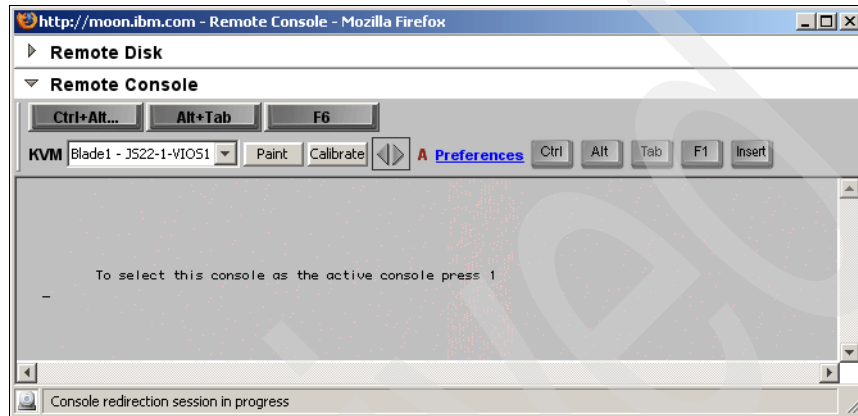 http://moon.ibm.com - Remote Console - Mozilla Firefox
Remote Disk
Remote Console
Ctrl+Alt... Alt+Tab F6
KVM Blade1 - JS22-1-VIOS1 Paint Calibrate A Preferences Ctrl Alt Tab F1 Insert
To select this console as the active console press 1
_
Console redirection session in progress